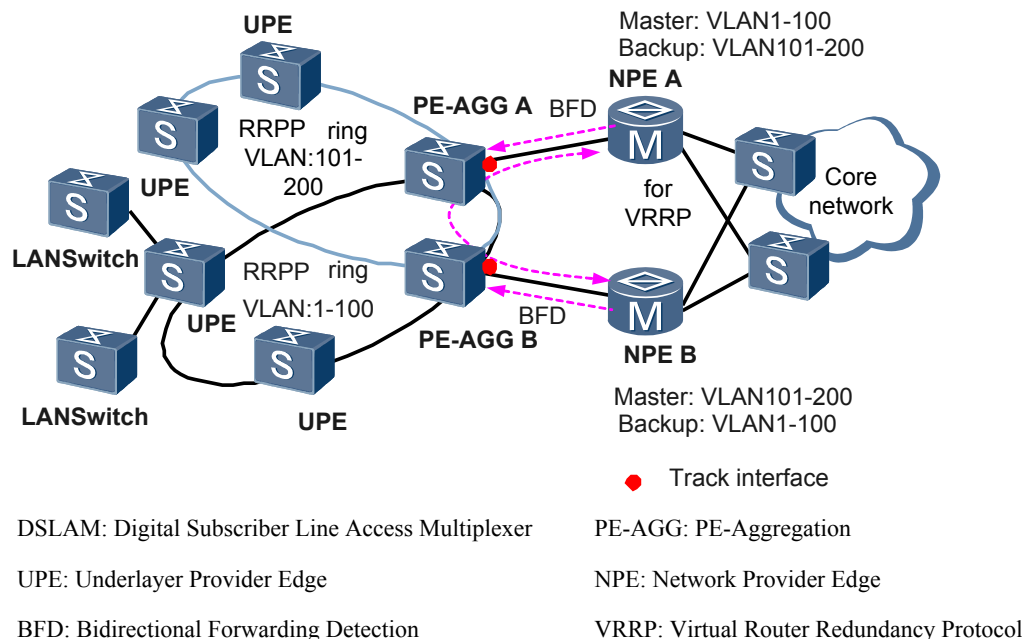 UPE
Master: VLAN1-100
Backup: VLAN101-200
NPE A
PE-AGG A
BFD
S
S
RRPP ring
VLAN:101-
200
UPE
S
M
S
Core
network
for
VRRP
S
LANSwitch
S
RRPP ring
VLAN:1-100
UPE
S
PE-AGG B
BFD
M
NPE B
S
S
LANSwitch
S
UPE
Master: VLAN101-200
Backup: VLAN1-100
Track interface
DSLAM: Digital Subscriber Line Access Multiplexer
PE-AGG: PE-Aggregation
UPE: Underlayer Provider Edge
NPE: Network Provider Edge
BFD: Bidirectional Forwarding Detection
VRRP: Virtual Router Redundancy Protocol